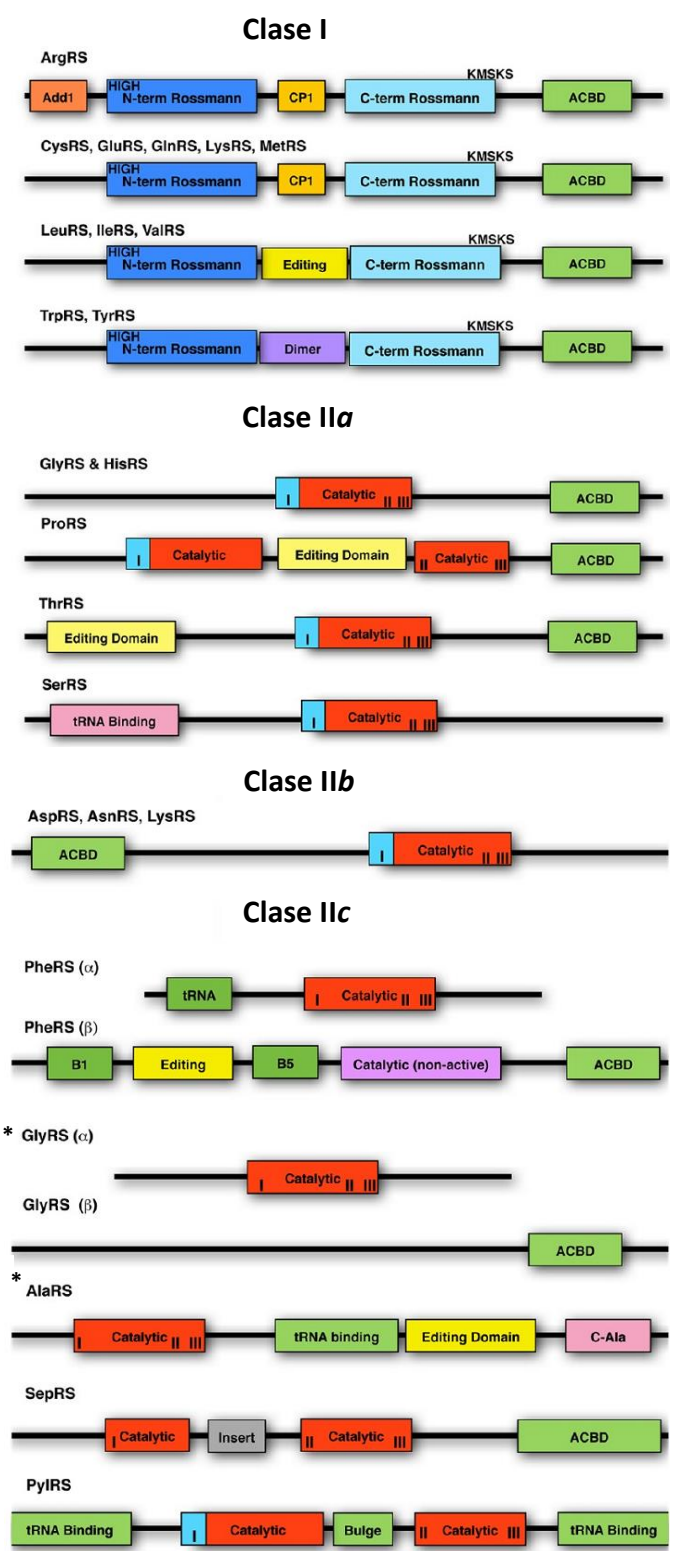 Clase I
ArgRS
KMSKS
HIGH
Add1 N-term Rossmann CP1 C-term Rossmann ACBD
CysRS, GluRS, GlnRS, LysRS, MetRS
KMSKS
HIGH
N-term Rossmann CP1 C-term Rossmann ACBD
LeuRS, IleRS, ValRS
KMSKS
HIGH
N-term Rossmann Editing C-term Rossmann ACBD
TrpRS, TyrRS
KMSKS
HIGH
N-term Rossmann Dimer C-term Rossmann ACBD
Clase IIa
GlyRS & HisRS
I Catalytic II III ACBD
ProRS
I Catalytic Editing Domain II Catalytic III ACBD
ThrRS
Editing Domain I Catalytic II III ACBD
SerRS
tRNA Binding I Catalytic II III
Clase IIb
AspRS, AsnRS, LysRS
ACBD I Catalytic II III
Clase IIc
PheRS (α)
tRNA I Catalytic II III
PheRS (β)
B1 Editing B5 Catalytic (non-active) ACBD
* GlyRS (α)
I Catalytic II III
GlyRS (β)
ACBD
* AlaRS
I Catalytic II III tRNA binding Editing Domain C-Ala
SepRS
I Catalytic Insert II Catalytic III ACBD
PylRS
tRNA Binding I Catalytic Bulge II Catalytic III tRNA Binding